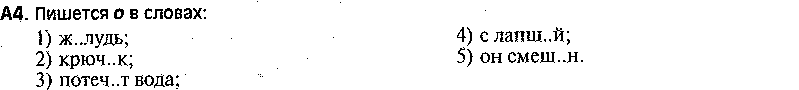 А4. Пишется о в словах:
1) ж..лудь;
2) крюч..к;
3) потеч..т вода;
4) с лапш..й;
5) он смеш..н.